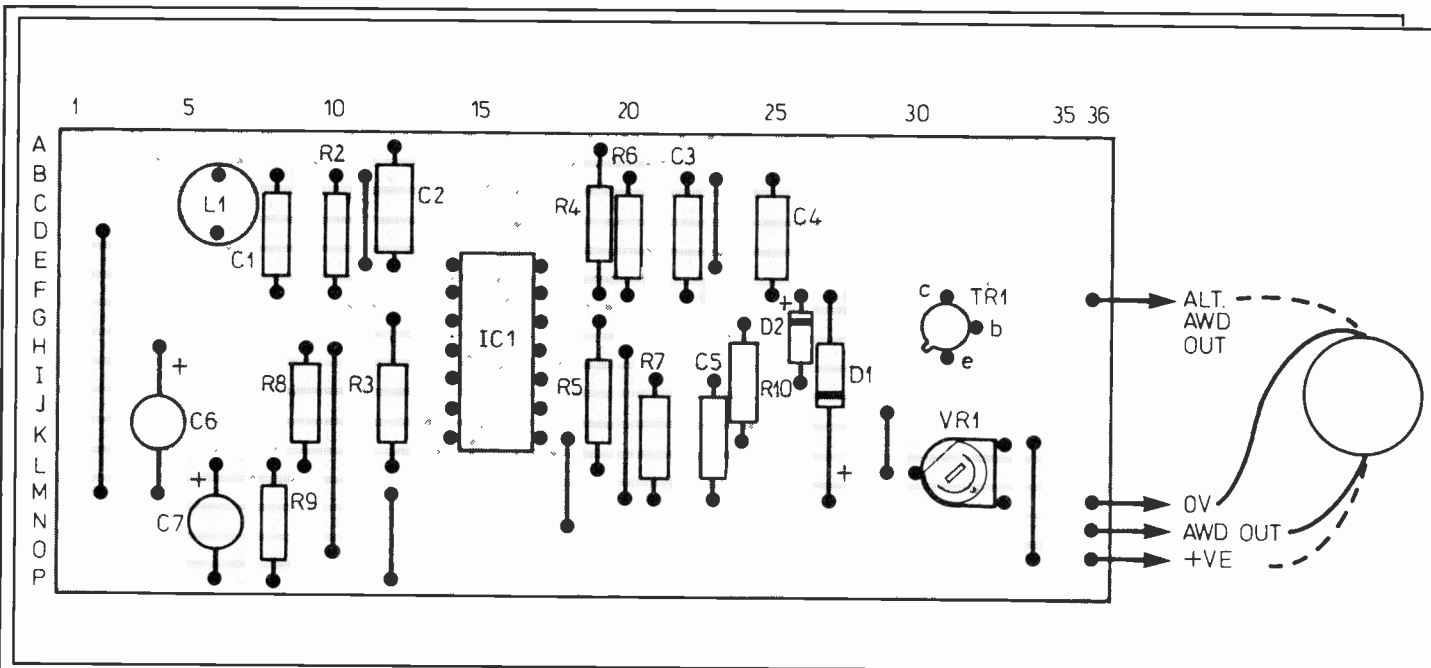 1 5 10 15 20 25 30 35 36
A
B
C
D
E
F
G
H
I
J
K
L
M
N
O
P
L1
C1
R2
C2
R4
R6
C3
C4
IC1
C6
+
C7
+
R8
R3
R9
R5
R7
C5
R10
D2
+
D1
+
c
TR1
b
e
VR1
ALT.
AWD
OUT
0V
AWD OUT
+VE